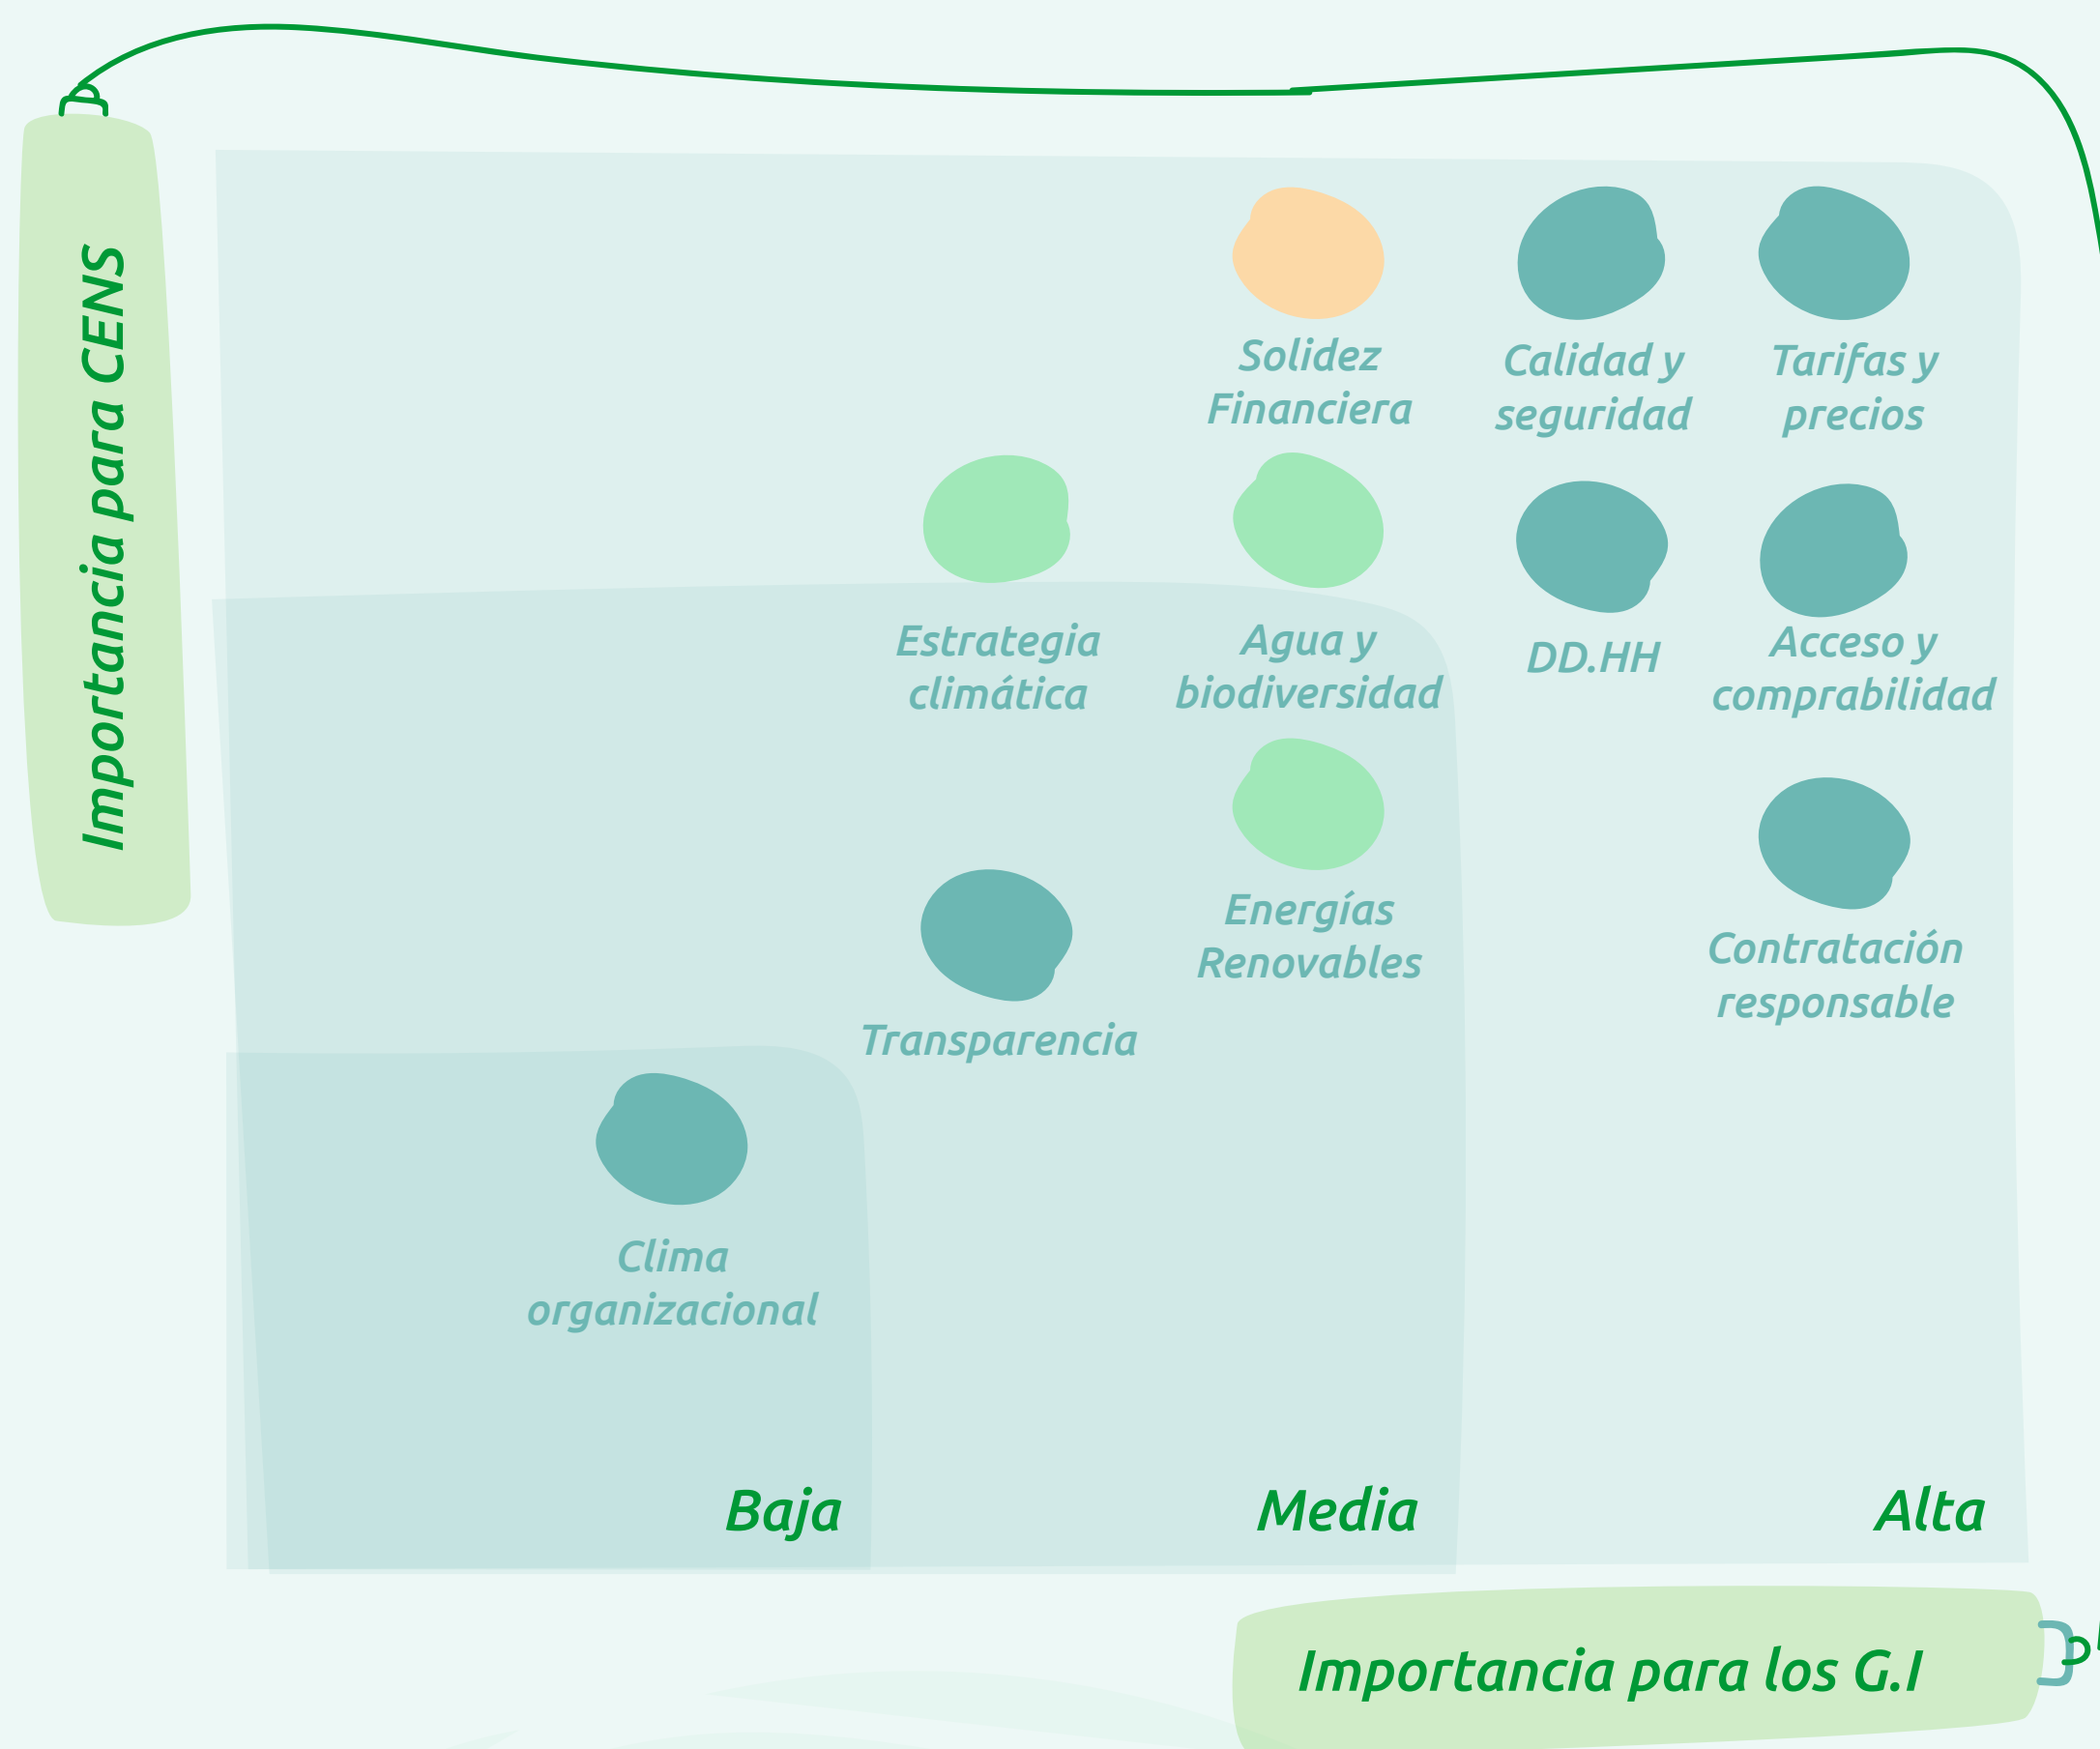 Importancia para CENS
Solidez
Financiera
Calidad y
seguridad
Tarifas y
precios
Estrategia
climática
Agua y
biodiversidad
DD.HH
Acceso y
comprabilidad
Energías
Renovables
Contratación
responsable
Transparencia
Clima
organizacional
Baja
Media
Alta
Importancia para los G.I